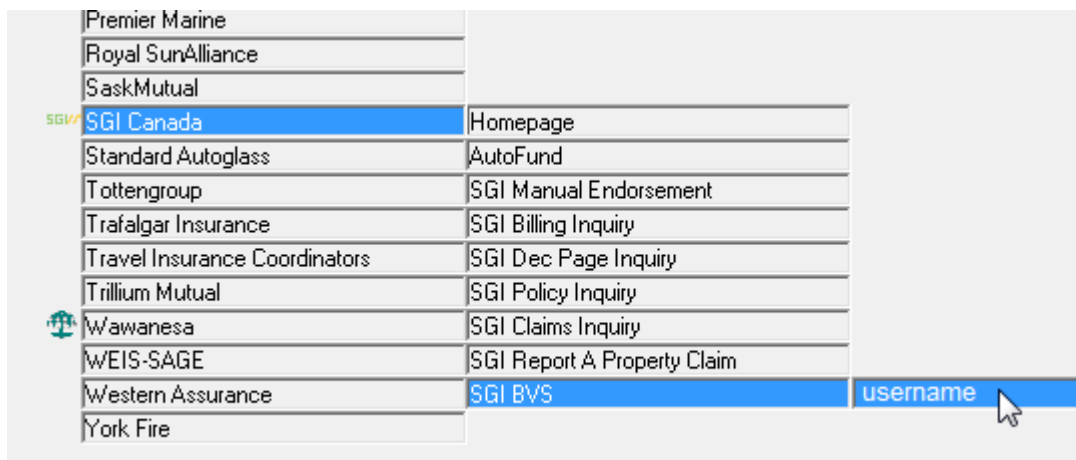 Premier Marine
Royal SunAlliance
SaskMutual
SGI SGI Canada Homepage
Standard Autoglass AutoFund
Tottengroup SGI Manual Endorsement
Trafalgar Insurance SGI Billing Inquiry
Travel Insurance Coordinators SGI Dec Page Inquiry
Trillium Mutual SGI Policy Inquiry
Wawanesa SGI Claims Inquiry
WEIS-SAGE SGI Report A Property Claim
Western Assurance SGI BVS username
York Fire